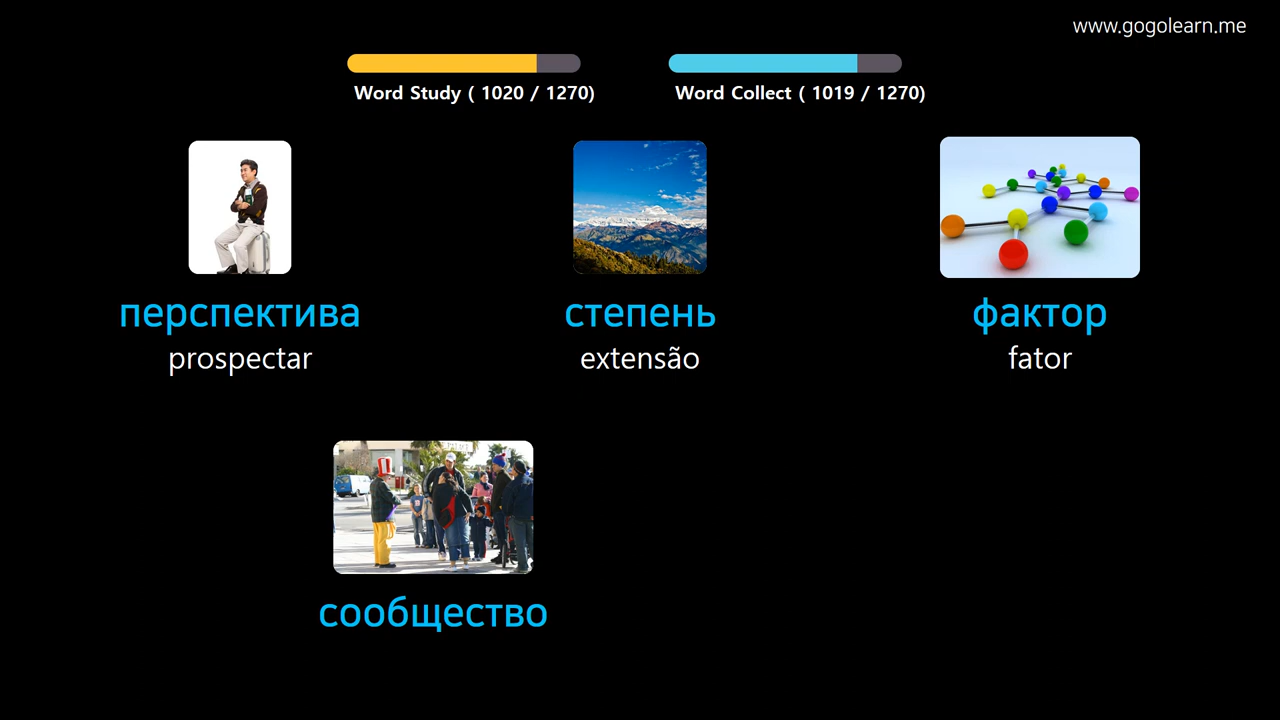 www.gogolearn.me
Word Study ( 1020 / 1270)
Word Collect ( 1019 / 1270)
перспектива
prospectar
степень
extensão
фактор
fator
сообщество